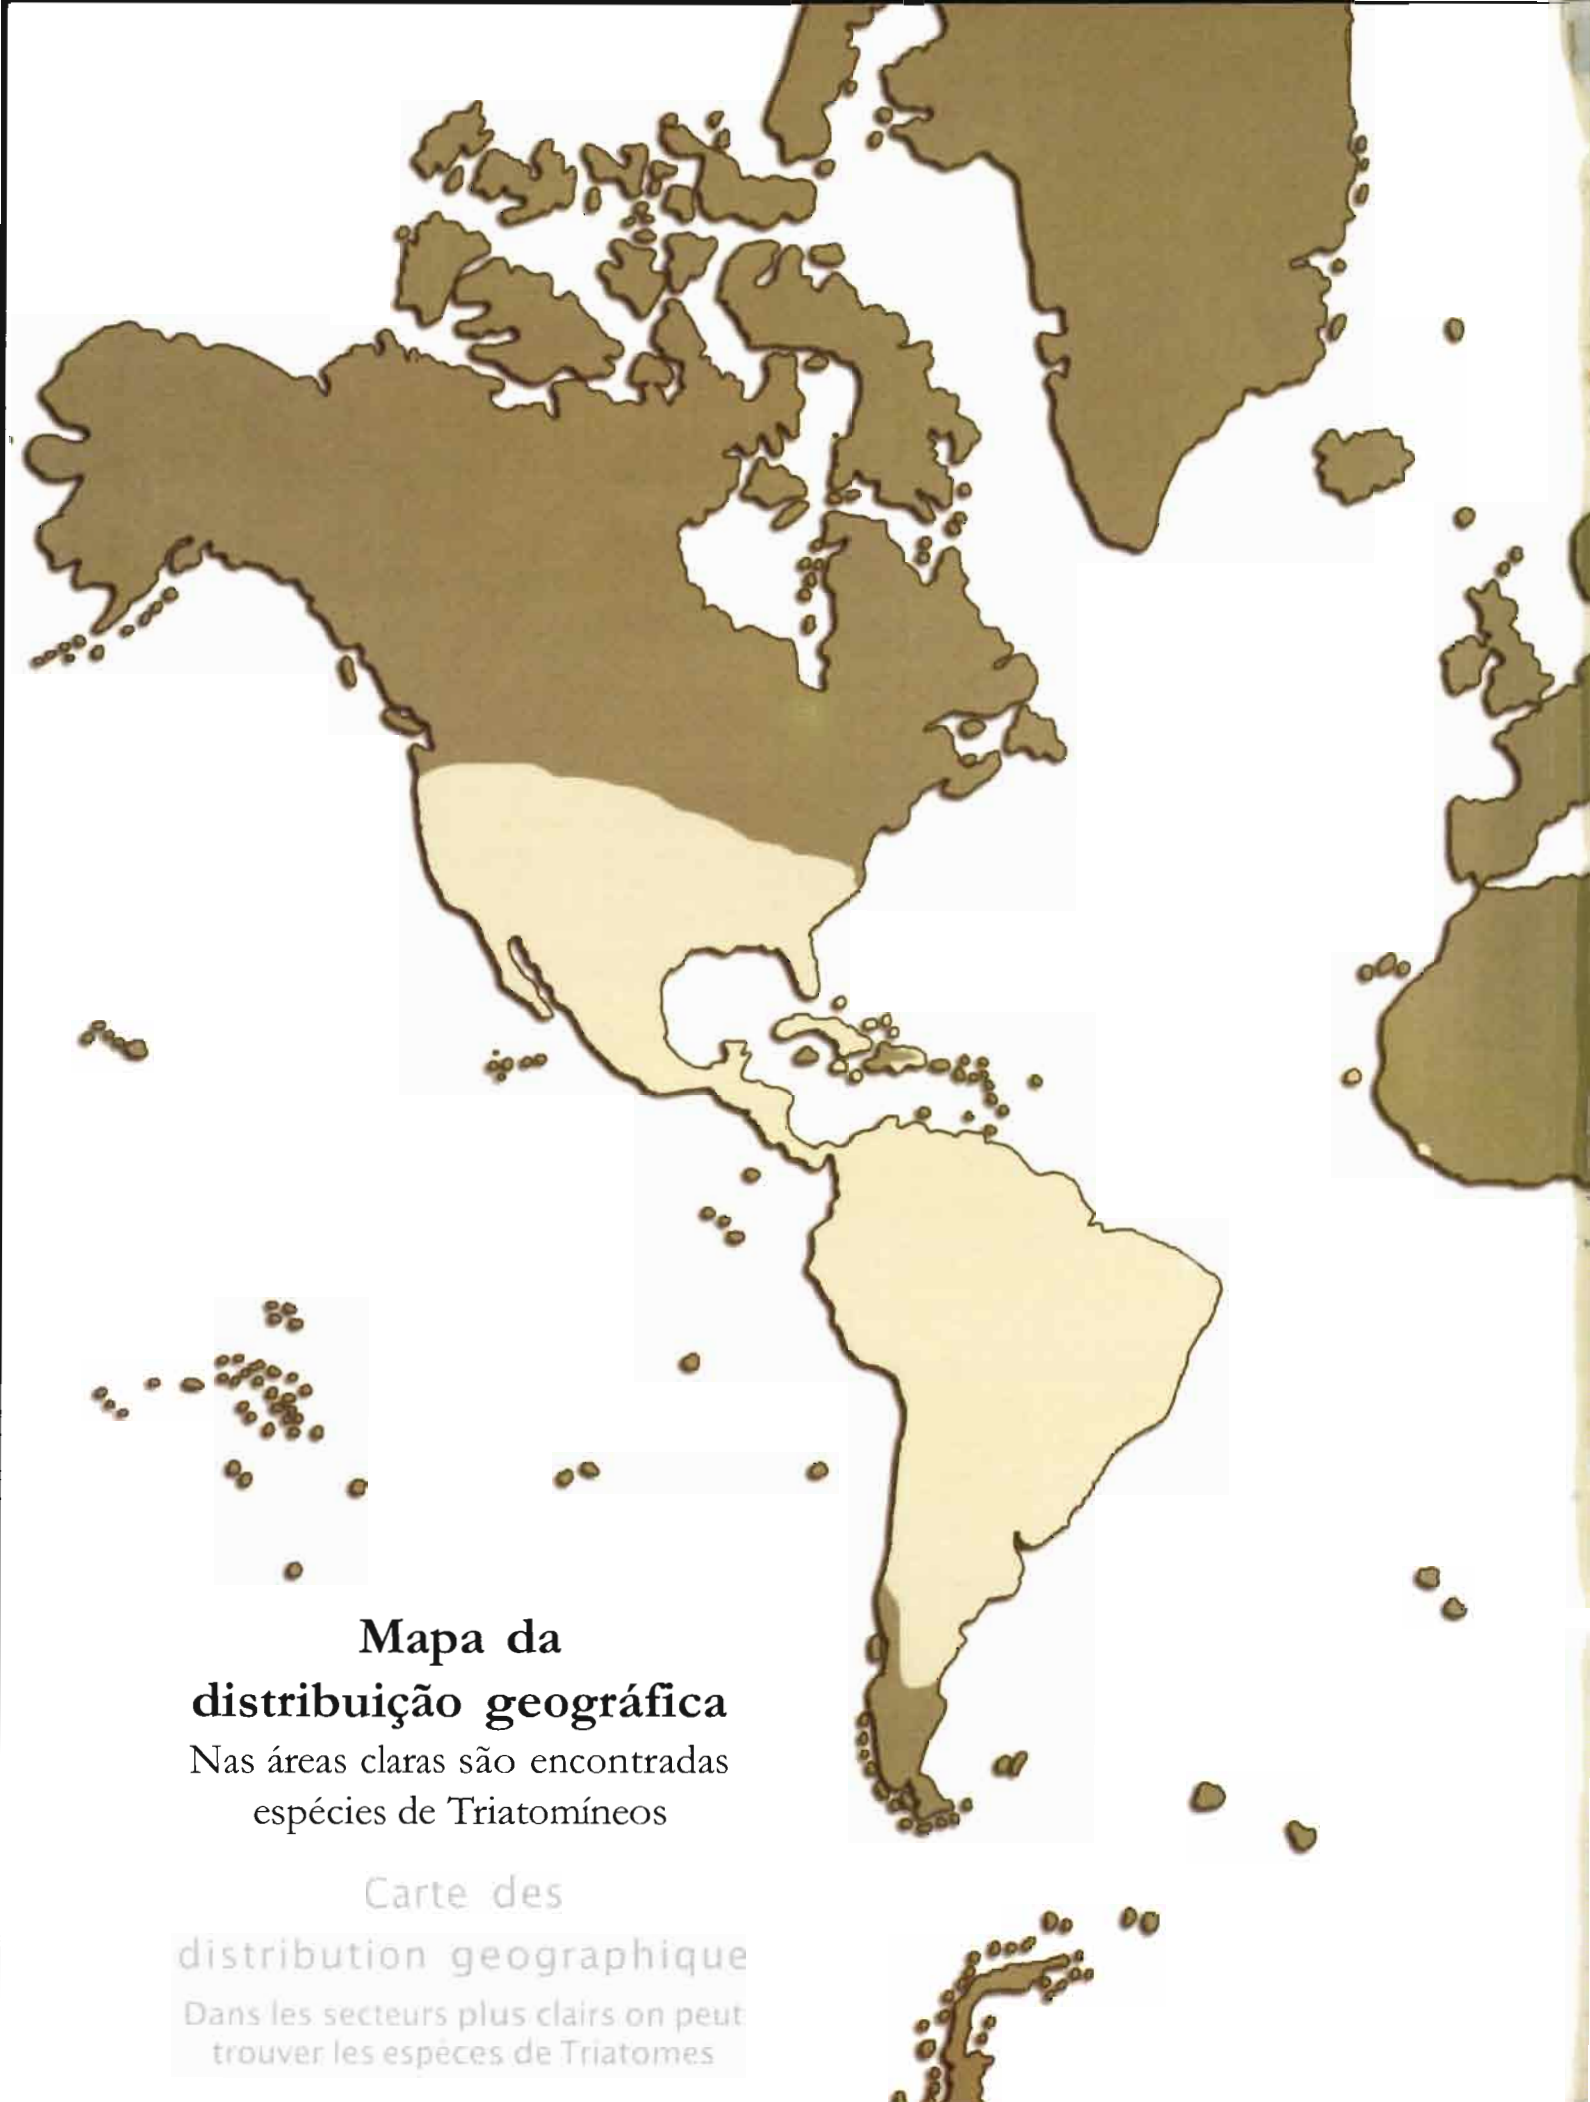 Mapa da
distribuição geográfica
Nas áreas claras são encontradas
espécies de Triatomíneos
Carte des
distribution geographique
Dans les secteurs plus clairs on peut
trouver les espèces de Triatomes